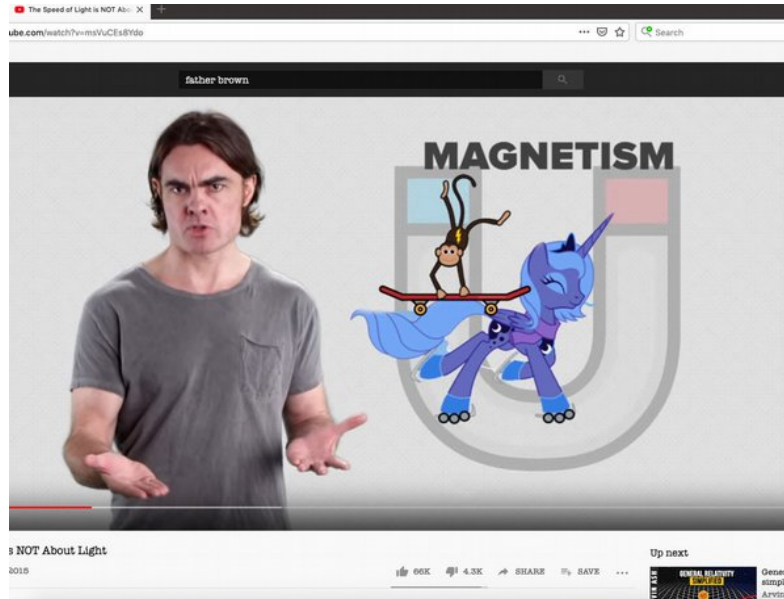 The Speed of Light is NOT Abo
ube.com/watch?v=msVuCEs8Ydo
Search
father brown
MAGNETISM
s NOT About Light
2015
66K
4.3K
SHARE
SAVE
Up next
GENERAL RELATIVITY
SIMPLIFIED
Gene
simpl
Arvin